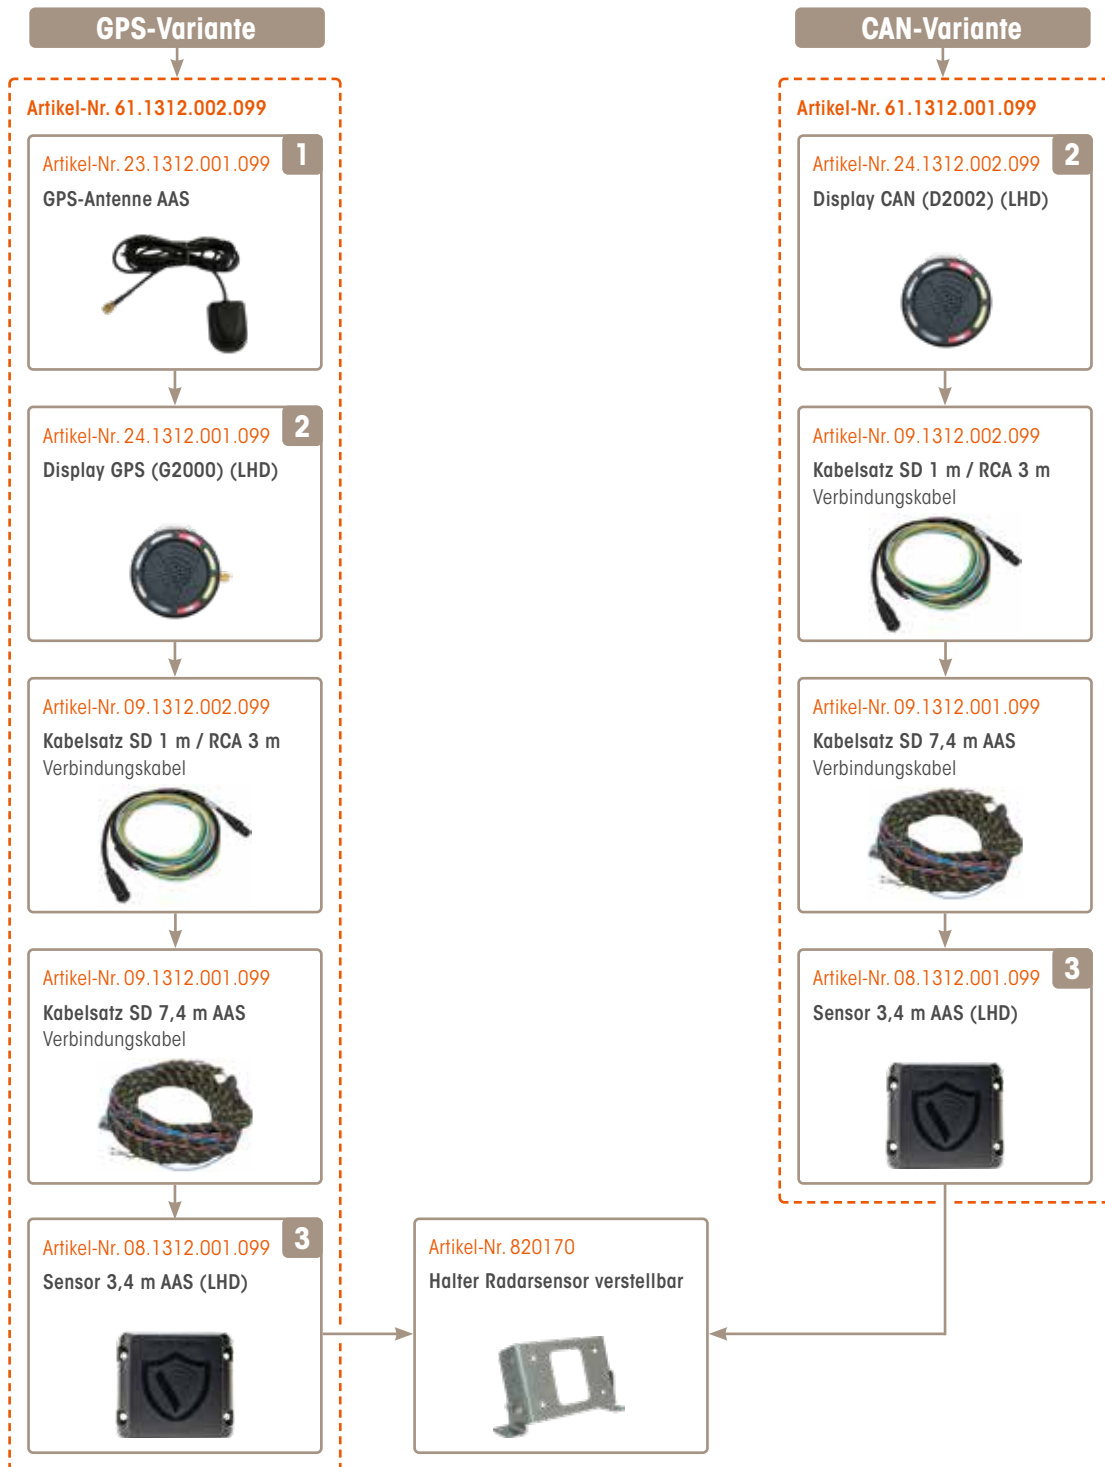 GPS-Variante
Artikel-Nr. 61.1312.002.099
Artikel-Nr. 23.1312.001.099
1
GPS-Antenne AAS
Artikel-Nr. 24.1312.001.099
2
Display GPS (G2000) (LHD)
Artikel-Nr. 09.1312.002.099
Kabelsatz SD 1 m / RCA 3 m
Verbindungskabel
Artikel-Nr. 09.1312.001.099
Kabelsatz SD 7,4 m AAS
Verbindungskabel
Artikel-Nr. 08.1312.001.099
3
Sensor 3,4 m AAS (LHD)
Artikel-Nr. 820170
Halter Radarsensor verstellbar
CAN-Variante
Artikel-Nr. 61.1312.001.099
Artikel-Nr. 24.1312.002.099
2
Display CAN (D2002) (LHD)
Artikel-Nr. 09.1312.002.099
Kabelsatz SD 1 m / RCA 3 m
Verbindungskabel
Artikel-Nr. 09.1312.001.099
Kabelsatz SD 7,4 m AAS
Verbindungskabel
Artikel-Nr. 08.1312.001.099
3
Sensor 3,4 m AAS (LHD)